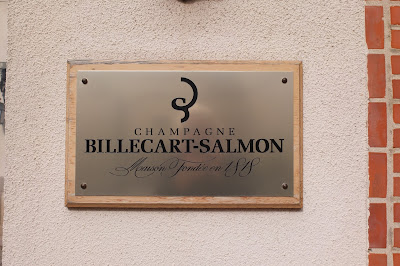 CHAMPAGNE
BILLECART-SALMON
Maison Fondée en 1818